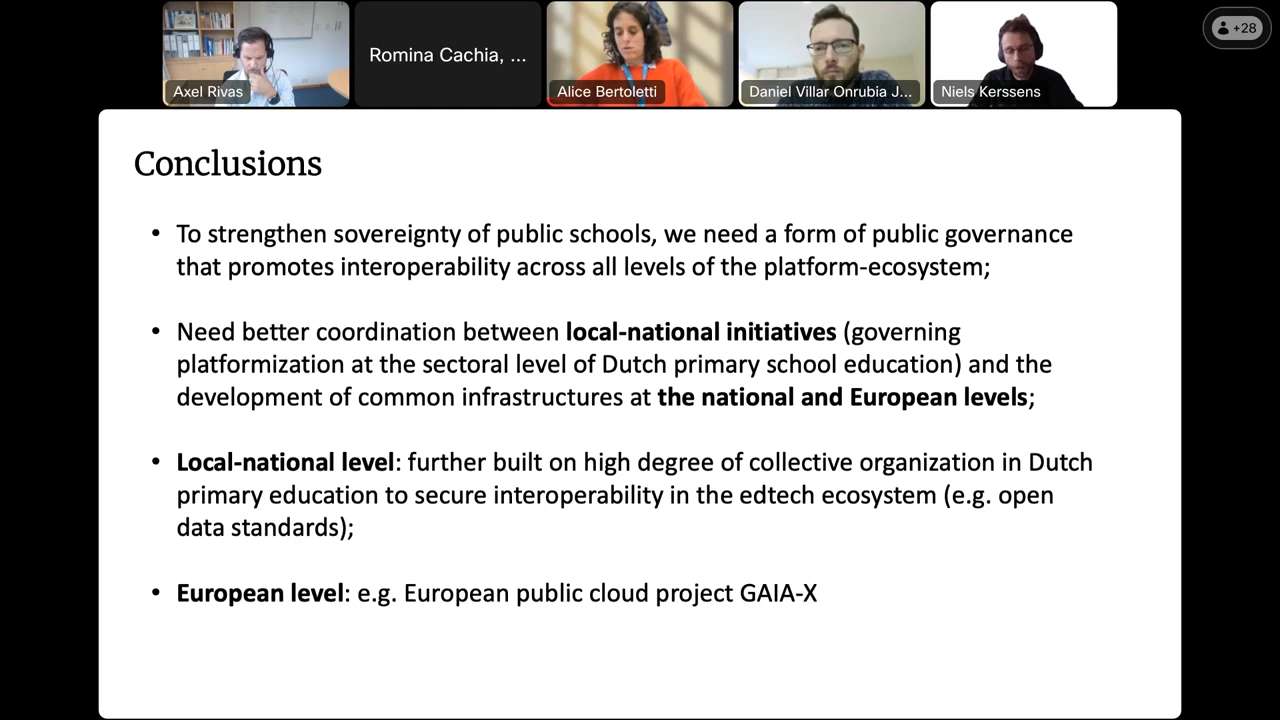 Axel Rivas
Romina Cachia, ...
Alice Bertoletti
Daniel Villar Onrubia J...
Niels Kerssens
+28
Conclusions
• To strengthen sovereignty of public schools, we need a form of public governance
that promotes interoperability across all levels of the platform-ecosystem;
• Need better coordination between local-national initiatives (governing
platformization at the sectoral level of Dutch primary school education) and the
development of common infrastructures at the national and European levels;
• Local-national level: further built on high degree of collective organization in Dutch
primary education to secure interoperability in the edtech ecosystem (e.g. open
data standards);
• European level: e.g. European public cloud project GAIA-X